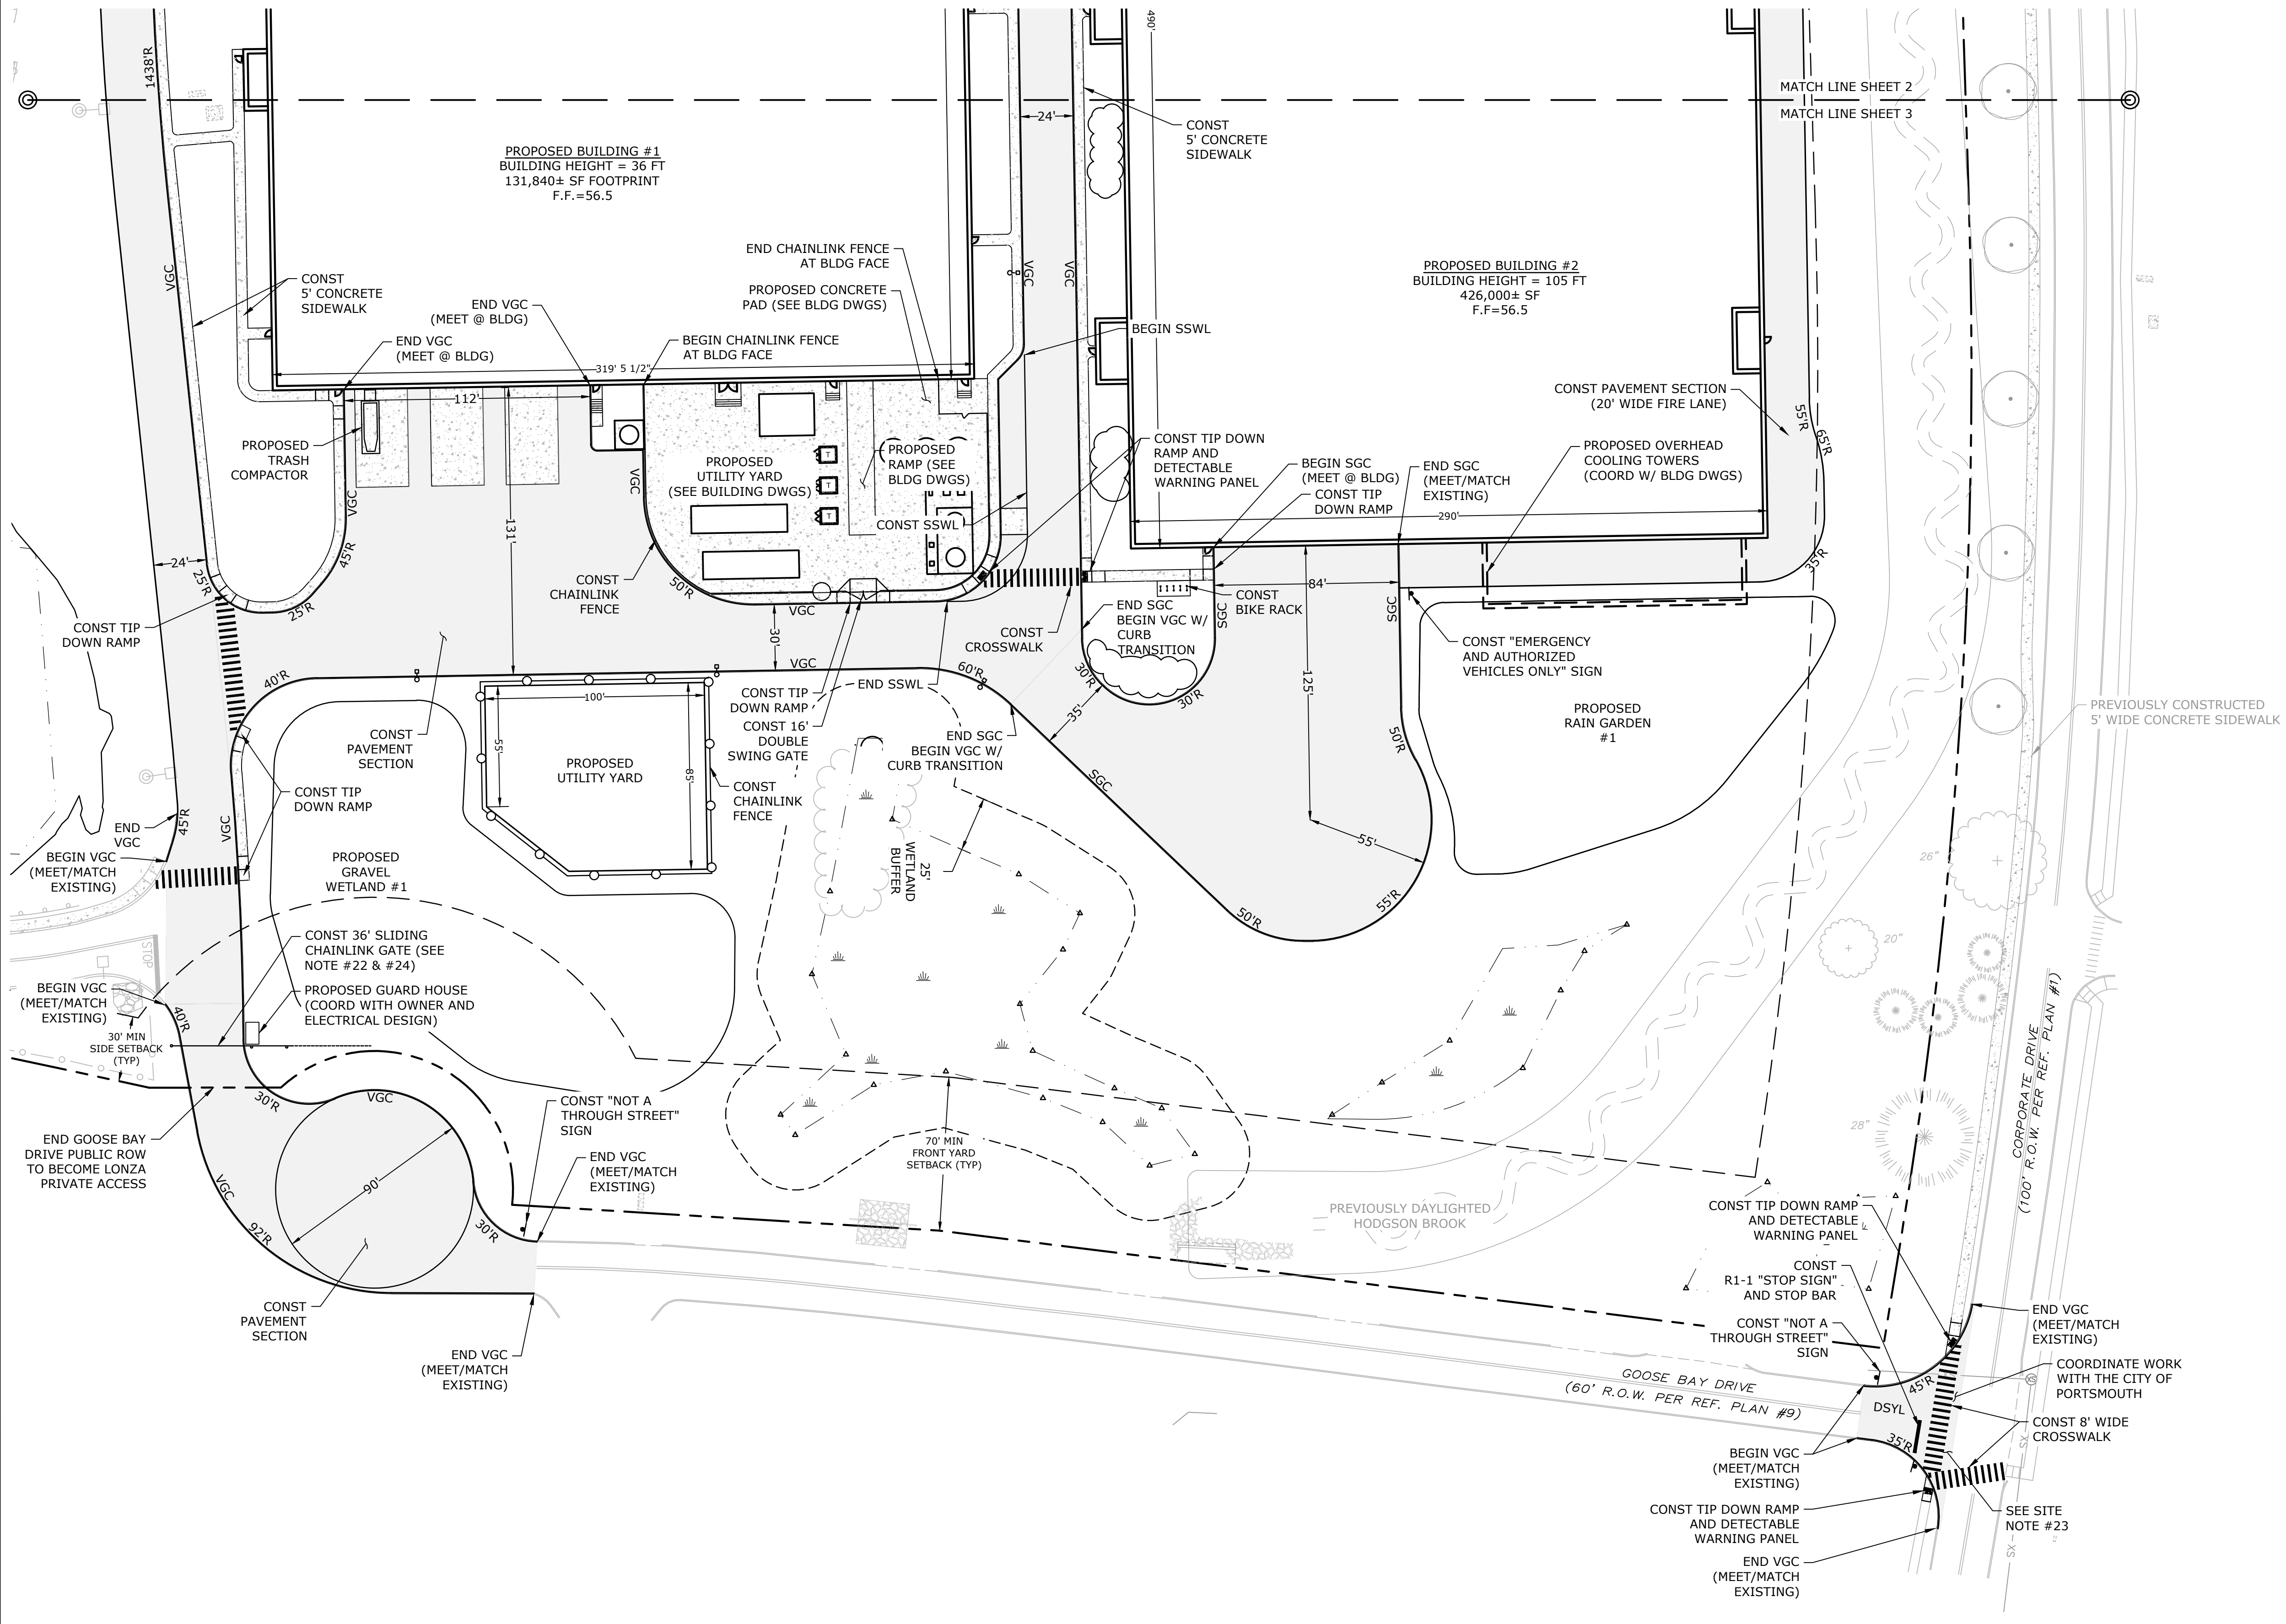 1438'R
490'
MATCH LINE SHEET 2
MATCH LINE SHEET 3
24'
CONST
5' CONCRETE
SIDEWALK
PROPOSED BUILDING #1
BUILDING HEIGHT = 36 FT
131,840± SF FOOTPRINT
F.F.=56.5
PROPOSED BUILDING #2
BUILDING HEIGHT = 105 FT
426,000± SF
F.F=56.5
END CHAINLINK FENCE
AT BLDG FACE
PROPOSED CONCRETE
PAD (SEE BLDG DWGS)
VGC
VGC
VGC
CONST
5' CONCRETE
SIDEWALK
END VGC
(MEET @ BLDG)
END VGC
(MEET @ BLDG)
BEGIN CHAINLINK FENCE
AT BLDG FACE
BEGIN SSWL
319' 5 1/2"
112'
CONST PAVEMENT SECTION
(20' WIDE FIRE LANE)
55'R
65'R
PROPOSED
TRASH
COMPACTOR
PROPOSED
UTILITY YARD
(SEE BUILDING DWGS)
T
T
T
PROPOSED
RAMP (SEE
BLDG DWGS)
CONST TIP DOWN
RAMP AND
DETECTABLE
WARNING PANEL
BEGIN SGC
(MEET @ BLDG)
CONST TIP
DOWN RAMP
END SGC
(MEET/MATCH
EXISTING)
PROPOSED OVERHEAD
COOLING TOWERS
(COORD W/ BLDG DWGS)
VGC
VGC
131'
CONST SSWL
290'
24'
25'R
45'R
25'R
CONST
CHAINLINK
FENCE
50'R
VGC
30'
84'
35'R
CONST TIP
DOWN RAMP
CONST
CROSSWALK
END SGC
BEGIN VGC W/
CURB
TRANSITION
CONST
BIKE RACK
SGC
SGC
CONST "EMERGENCY
AND AUTHORIZED
VEHICLES ONLY" SIGN
40'R
VGC
60'R
END SSWL
30'R
30'R
35'
125'
100'
55'
85'
CONST TIP
DOWN RAMP
CONST 16'
DOUBLE
SWING GATE
CONST
PAVEMENT
SECTION
PROPOSED
UTILITY YARD
END SGC
BEGIN VGC W/
CURB TRANSITION
50'R
PROPOSED
RAIN GARDEN
#1
PREVIOUSLY CONSTRUCTED
5' WIDE CONCRETE SIDEWALK
CONST TIP
DOWN RAMP
CONST
CHAINLINK
FENCE
SGC
45'R
VGC
END
VGC
BEGIN VGC
(MEET/MATCH
EXISTING)
PROPOSED
GRAVEL
WETLAND #1
25'
WETLAND
BUFFER
55'
55'R
50'R
26"
20"
STOP
CONST 36' SLIDING
CHAINLINK GATE (SEE
NOTE #22 & #24)
BEGIN VGC
(MEET/MATCH
EXISTING)
PROPOSED GUARD HOUSE
(COORD WITH OWNER AND
ELECTRICAL DESIGN)
40'R
30' MIN
SIDE SETBACK
(TYP)
CORPORATE DRIVE
(100' R.O.W. PER REF. PLAN #1)
30'R
VGC
CONST "NOT A
THROUGH STREET"
SIGN
28"
END GOOSE BAY
DRIVE PUBLIC ROW
TO BECOME LONZA
PRIVATE ACCESS
70' MIN
FRONT YARD
SETBACK (TYP)
END VGC
(MEET/MATCH
EXISTING)
VGC
90'
92'R
30'R
PREVIOUSLY DAYLIGHTED
HODGSON BROOK
CONST TIP DOWN RAMP
AND DETECTABLE
WARNING PANEL
CONST
R1-1 "STOP SIGN"
AND STOP BAR
CONST
PAVEMENT
SECTION
CONST "NOT A
THROUGH STREET"
SIGN
END VGC
(MEET/MATCH
EXISTING)
END VGC
(MEET/MATCH
EXISTING)
COORDINATE WORK
WITH THE CITY OF
PORTSMOUTH
GOOSE BAY DRIVE
(60' R.O.W. PER REF. PLAN #9)
45'R
DSYL
35'R
CONST 8' WIDE
CROSSWALK
BEGIN VGC
(MEET/MATCH
EXISTING)
XS
CONST TIP DOWN RAMP
AND DETECTABLE
WARNING PANEL
SEE SITE
NOTE #23
XS
END VGC
(MEET/MATCH
EXISTING)